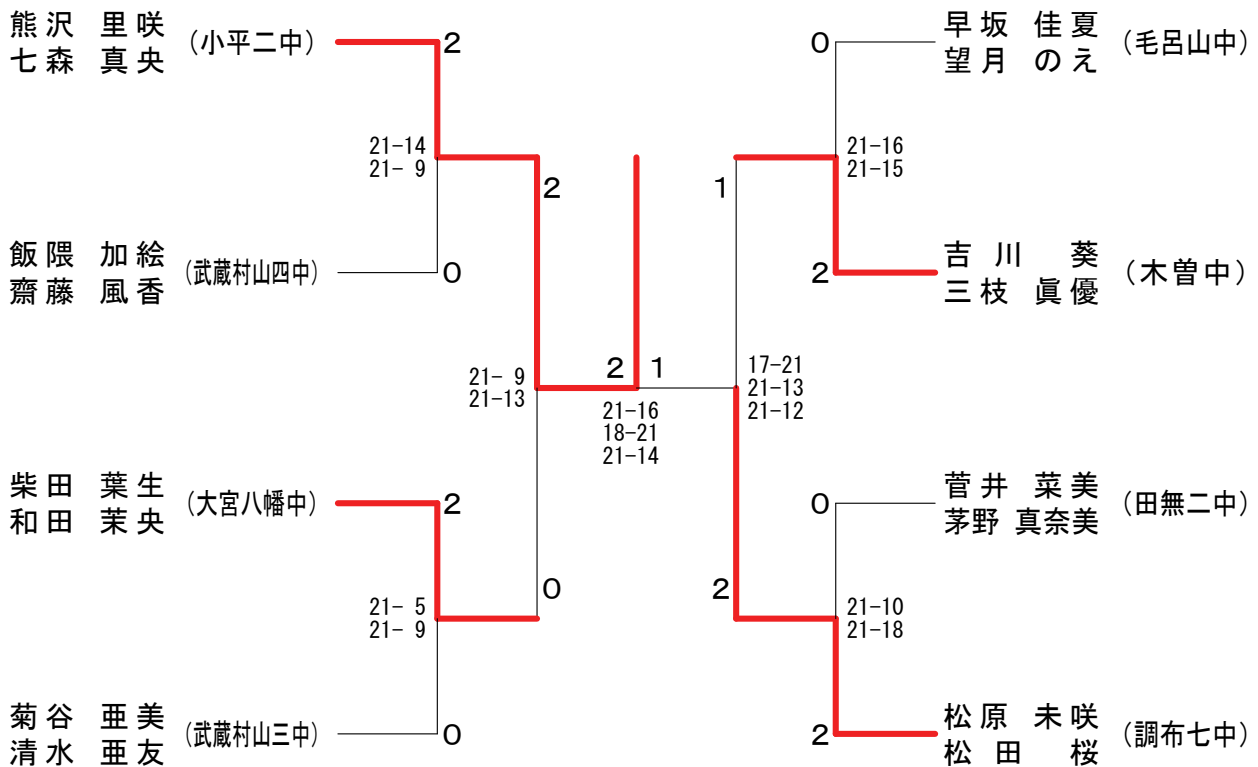 熊沢 里咲
七森 真央
(小平二中)
2
21-14
21- 9
飯隈 加絵
齋藤 風香
(武蔵村山四中)
0
2
21- 9
21-13
柴田 葉生
和田 茉央
(大宮八幡中)
2
21- 5
21- 9
0
菊谷 亜美
清水 亜友
(武蔵村山三中)
0
2 1
21-16
18-21
21-14
早坂 佳夏
望月 のえ
(毛呂山中)
0
21-16
21-15
1
吉川 葵
三枝 眞優
(木曽中)
2
17-21
21-13
21-12
菅井 菜美
茅野 真奈美
(田無二中)
0
2
21-10
21-18
松原 未咲
松田 桜
(調布七中)
2